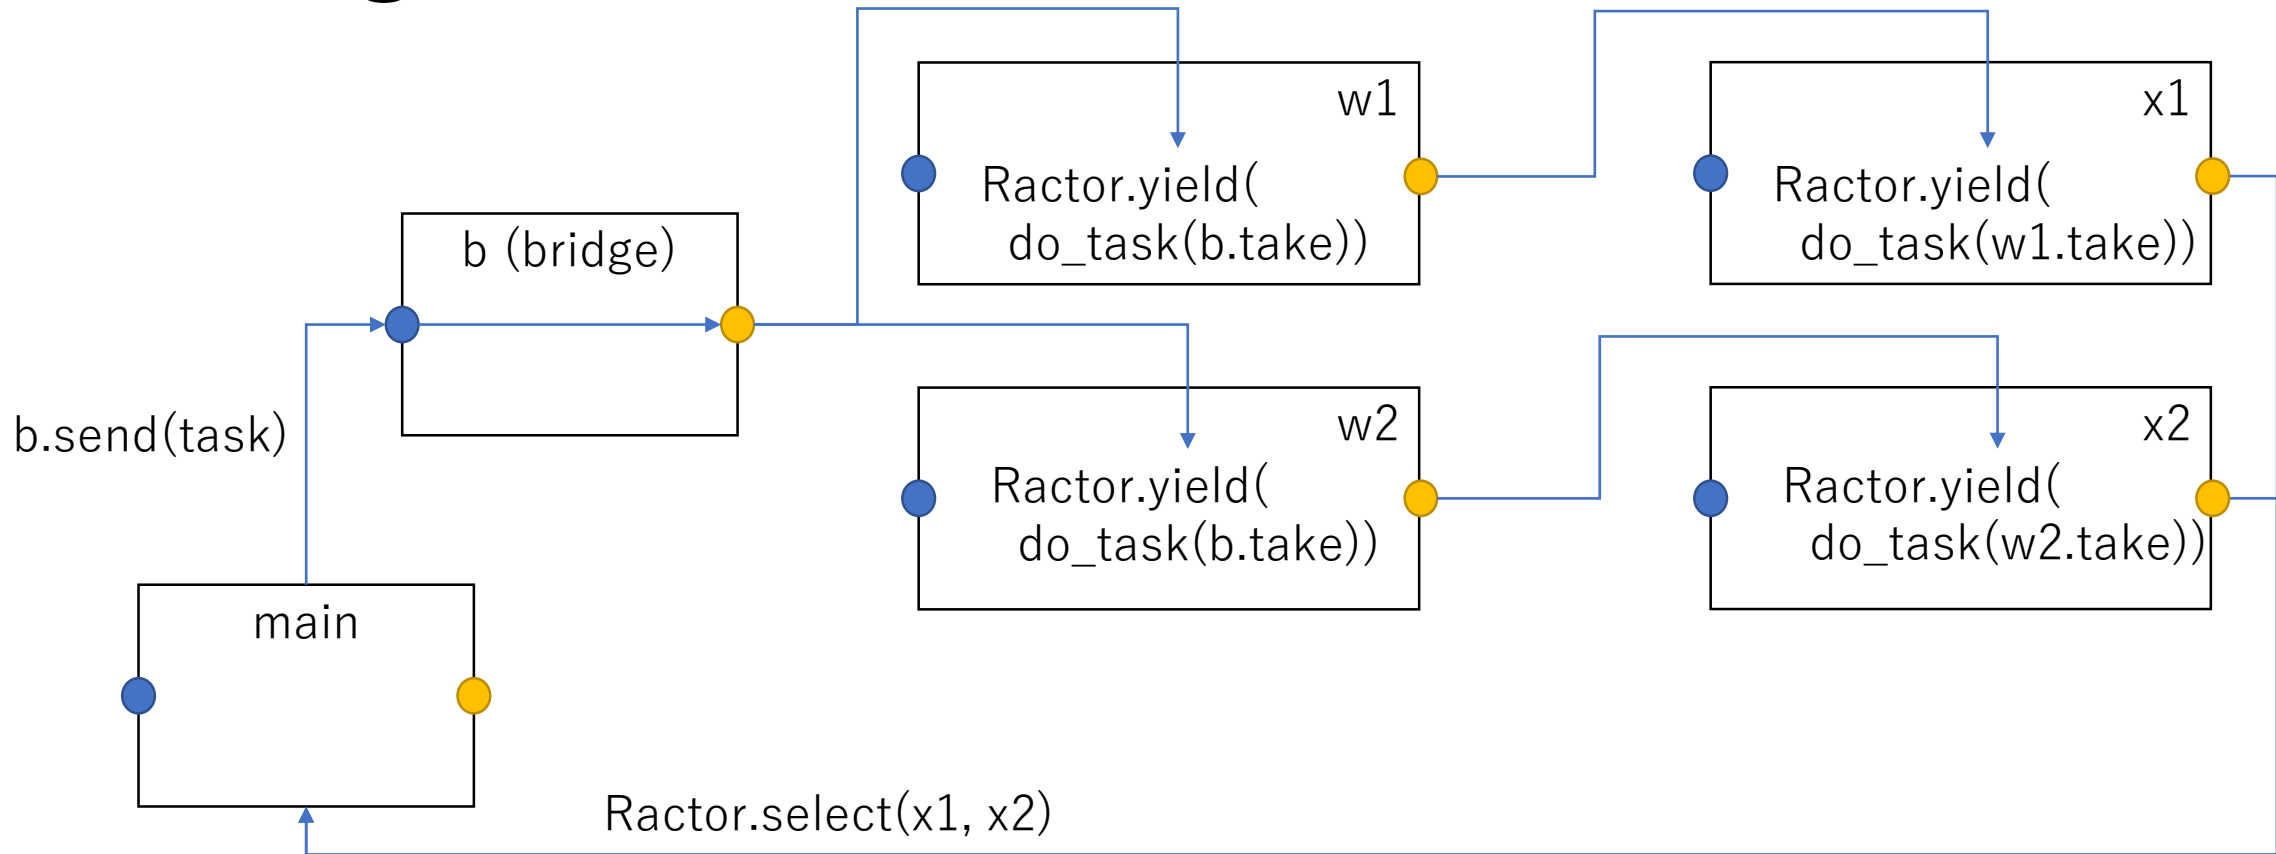 w1
Ractor.yield(
do_task(b.take))
x1
Ractor.yield(
do_task(w1.take))
b (bridge)
b.send(task)
w2
Ractor.yield(
do_task(b.take))
x2
Ractor.yield(
do_task(w2.take))
main
Ractor.select(x1, x2)